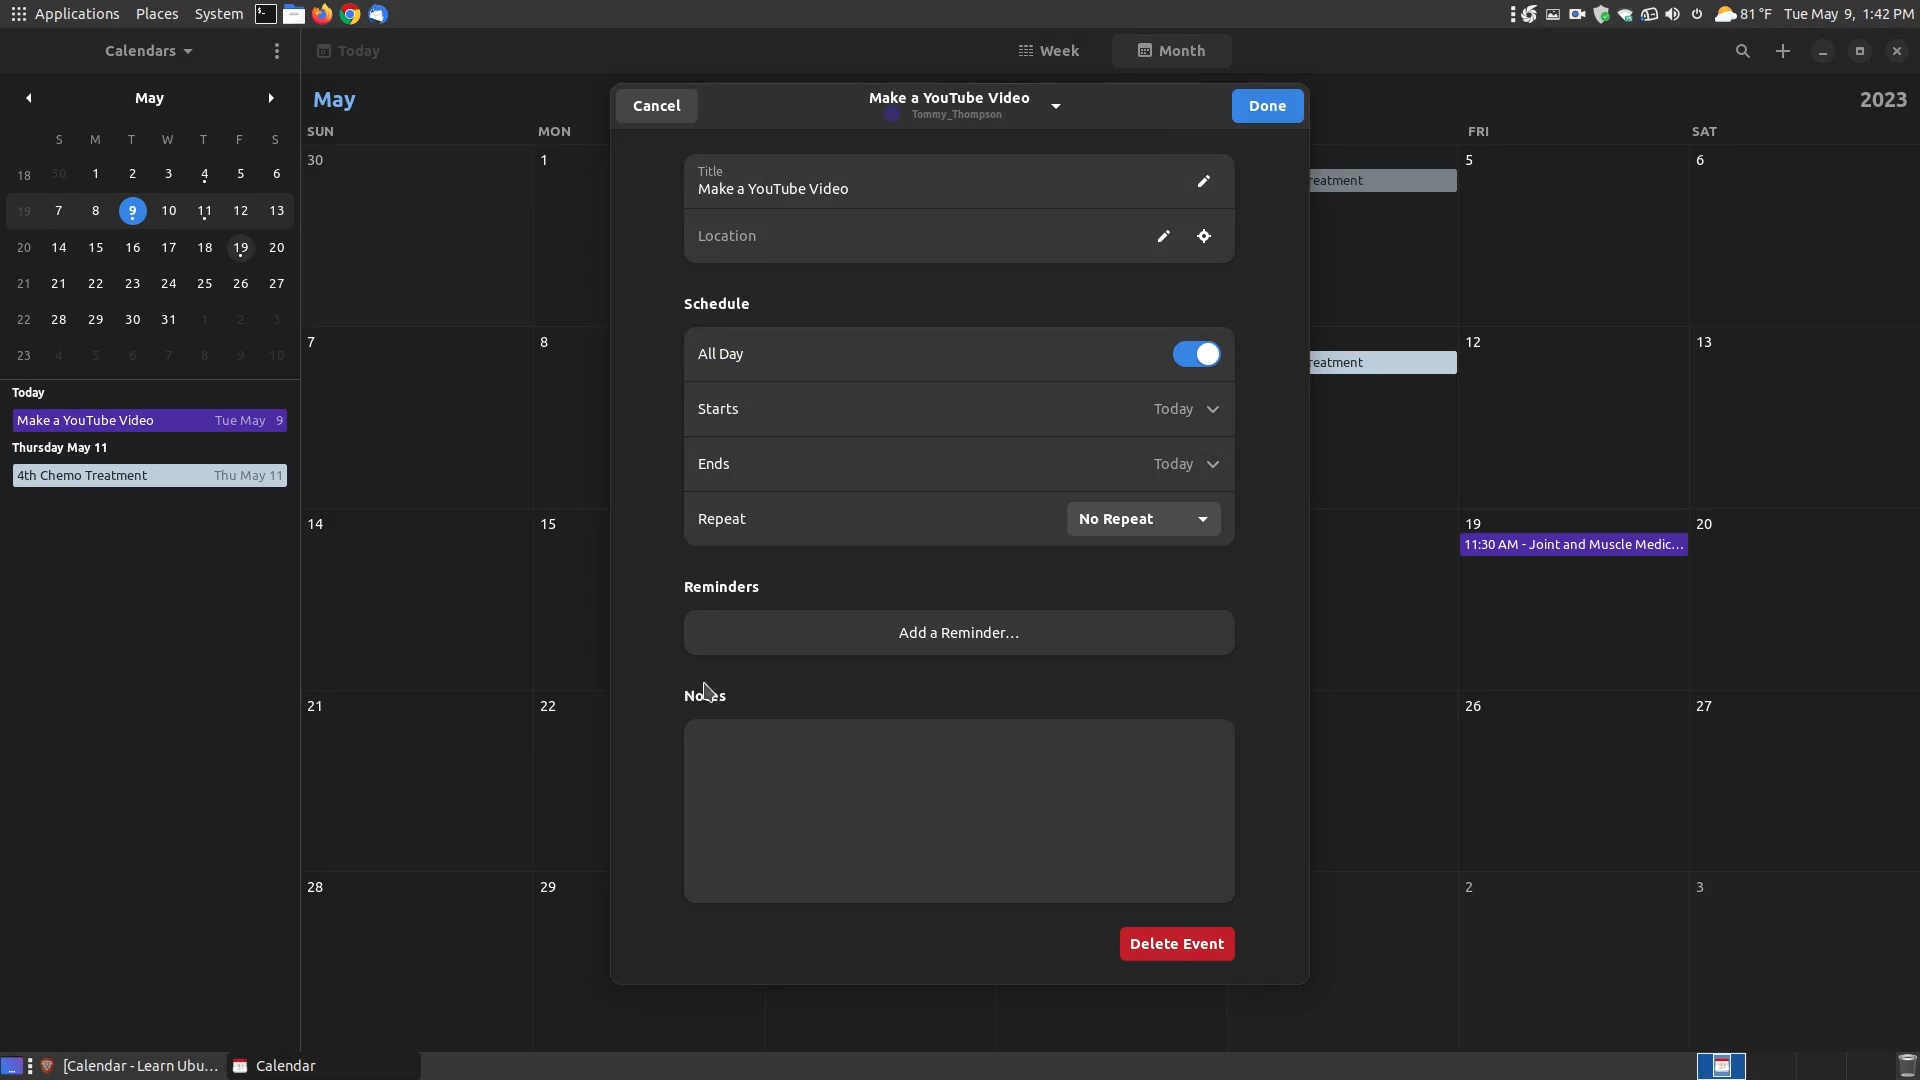 Applications Places System 81 °F Tue May 9, 1:42 PM
Calendars Today Week Month
May
S M T W T F S
18 30 1 2 3 4 5 6
19 7 8 9 10 11 12 13
20 14 15 16 17 18 19 20
21 21 22 23 24 25 26 27
22 28 29 30 31 1 2 3
23 4 5 6 7 8 9 10
Today
Make a YouTube Video Tue May 9
Thursday May 11
4th Chemo Treatment Thu May 11
May 2023
SUN MON FRI SAT
30 1 5 6
reatment
7 8 12 13
reatment
14 15 19 20
11:30 AM - Joint and Muscle Medic...
21 22 26 27
28 29 2 3
Cancel Make a YouTube Video Done
Tommy_Thompson
Title
Make a YouTube Video
Location
Schedule
All Day
Starts Today
Ends Today
Repeat No Repeat
Reminders
Add a Reminder...
Notes
Delete Event
[Calendar - Learn Ubu... Calendar